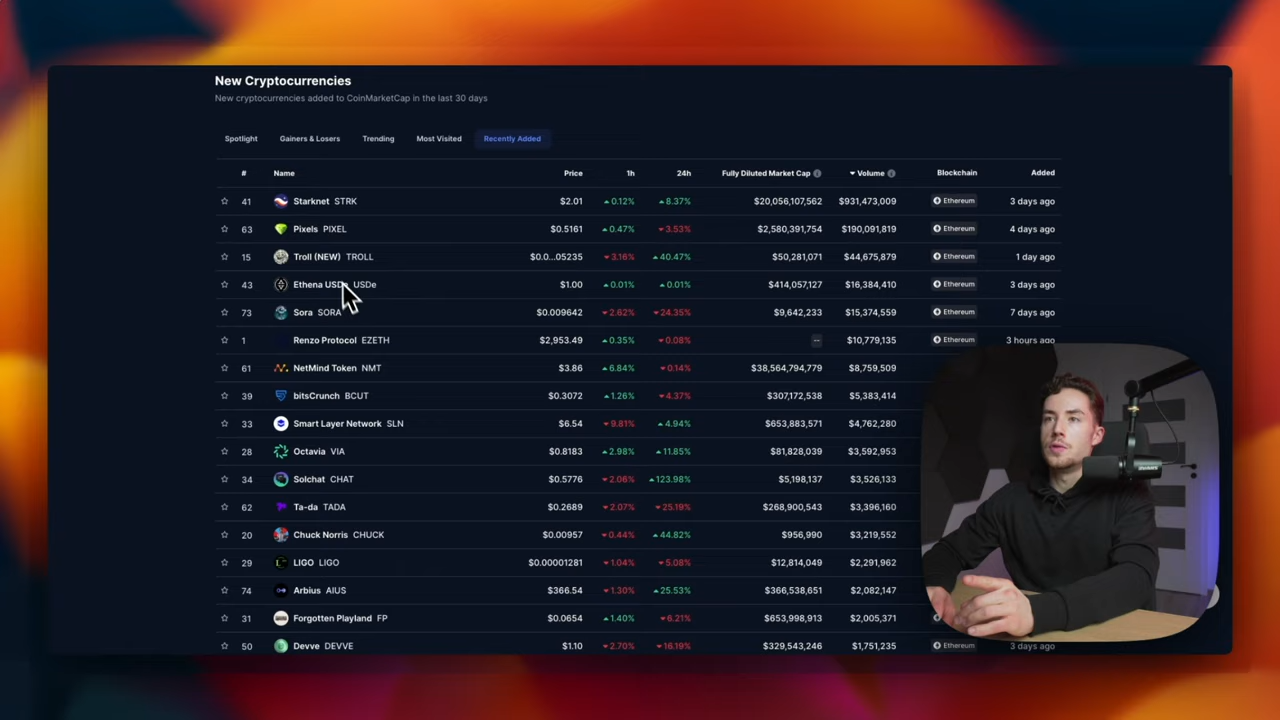 New Cryptocurrencies
New cryptocurrencies added to CoinMarketCap in the last 30 days
Spotlight Gainers & Losers Trending Most Visited Recently Added
# Name Price 1h 24h Fully Diluted Market Cap Volume Blockchain Added
41 Starknet STRK $2.01 0.12% 8.37% $20,056,107,562 $931,473,009 Ethereum 3 days ago
63 Pixels PIXEL $0.5161 0.47% 3.53% $2,580,391,754 $190,091,819 Ethereum 4 days ago
15 Troll (NEW) TROLL $0.0...05235 3.16% 40.47% $50,281,071 $44,675,879 Ethereum 1 day ago
43 Ethena USDe USDe $1.00 0.01% 0.01% $414,057,127 $16,384,410 Ethereum 3 days ago
73 Sora SORA $0.009642 2.62% 24.35% $9,642,233 $15,374,559 Ethereum 7 days ago
1 Renzo Protocol EZETH $2,953.49 0.35% 0.08% -- $10,779,135 Ethereum 3 hours ago
61 NetMind Token NMT $3.86 6.84% 0.14% $38,564,794,779 $8,759,509
39 bitsCrunch BCUT $0.3072 1.26% 4.37% $307,172,538 $5,383,414
33 Smart Layer Network SLN $6.54 9.81% 4.94% $653,883,571 $4,762,280
28 Octavia VIA $0.8183 2.98% 11.85% $81,828,039 $3,592,953
34 Solchat CHAT $0.5776 2.06% 123.98% $5,198,137 $3,526,133
62 Ta-da TADA $0.2689 2.07% 25.19% $268,900,543 $3,396,160
20 Chuck Norris CHUCK $0.00957 0.44% 44.82% $956,990 $3,219,552
29 LIGO LIGO $0.00001281 1.04% 5.08% $12,814,049 $2,291,962
74 Arbius AIUS $366.54 1.30% 25.53% $366,538,651 $2,082,147
31 Forgotten Playland FP $0.0654 1.40% 6.21% $653,998,913 $2,005,371
50 Devve DEVVE $1.10 2.70% 16.19% $329,543,246 $1,751,235 Ethereum 3 days ago